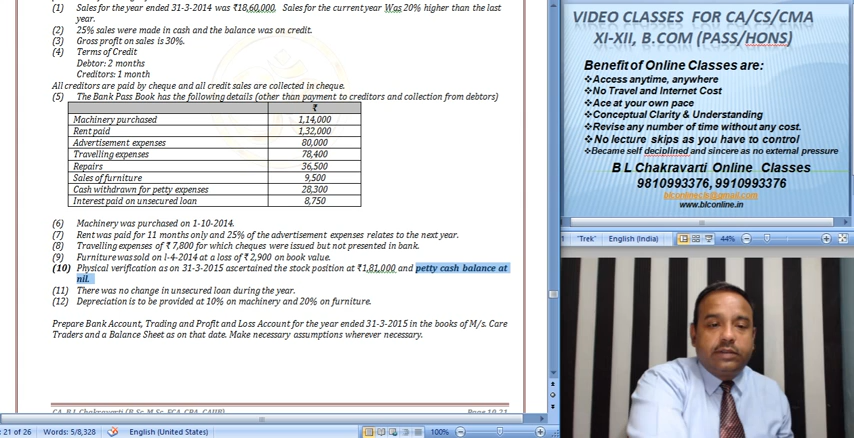 (1) Sales for the year ended 31-3-2014 was ₹18,60,000. Sales for the current year Was 20% higher than the last
year.
(2) 25% sales were made in cash and the balance was on credit.
(3) Gross profit on sales is 30%.
(4) Terms of Credit
Debtor: 2 months
Creditors: 1 month
All creditors are paid by cheque and all credit sales are collected in cheque.
(5) The Bank Pass Book has the following details (other than payment to creditors and collection from debtors)
₹
Machinery purchased 1,14,000
Rent paid 1,32,000
Advertisement expenses 80,000
Travelling expenses 78,400
Repairs 36,500
Sales of furniture 9,500
Cash withdrawn for petty expenses 28,300
Interest paid on unsecured loan 8,750
(6) Machinery was purchased on 1-10-2014.
(7) Rent was paid for 11 months only and 25% of the advertisement expenses relates to the next year.
(8) Travelling expenses of ₹ 7,800 for which cheques were issued but not presented in bank.
(9) Furniture was sold on l-4-2014 at a loss of ₹ 2,900 on book value.
(10) Physical verification as on 31-3-2015 ascertained the stock position at ₹1,81,000 and petty cash balance at
nil.
(11) There was no change in unsecured loan during the year.
(12) Depreciation is to be provided at 10% on machinery and 20% on furniture.
Prepare Bank Account, Trading and Profit and Loss Account for the year ended 31-3-2015 in the books of M/s. Care
Traders and a Balance Sheet as on that date. Make necessary assumptions wherever necessary.
CA. B.L Chakravarti (B.Sc, M.Sc, FCA, CPA, CAIIB) Page 10.21
: 21 of 26 Words: 5/8,328 English (United States) 100%
VIDEO CLASSES FOR CA/CS/CMA
XI-XII, B.COM (PASS/HONS)
Benefit of Online Classes are:
❖Access anytime, anywhere
❖No Travel and Internet Cost
❖Ace at your own pace
❖Conceptual Clarity & Understanding
❖Revise any number of time without any cost.
❖No lecture skips as you have to control
❖Became self deciplined and sincere as no external pressure
B L Chakravarti Online Classes
9810993376, 9910993376
blconlineclc@gmail.com
www.blconline.in
"Trek" English (India) 44%